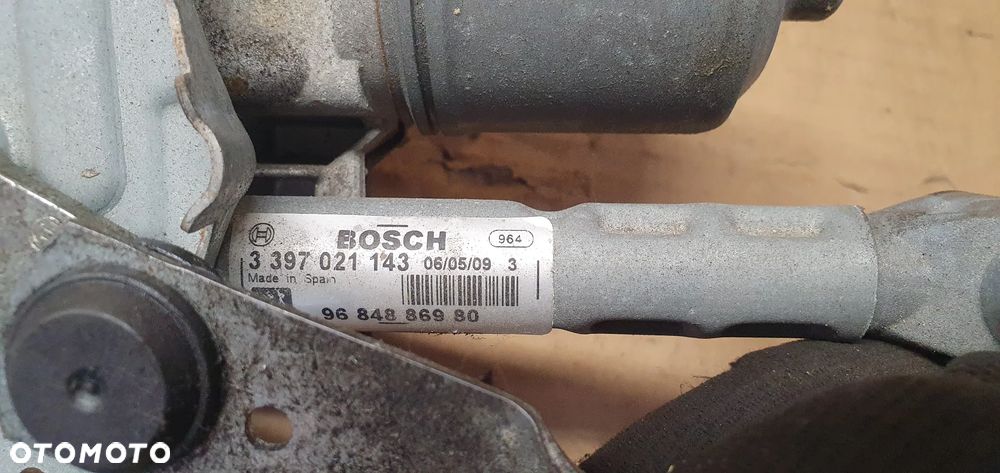 BOSCH 964
3 397 021 143 06/05/09 3
Made in Spain
96 848 869 80
OTOMOTO